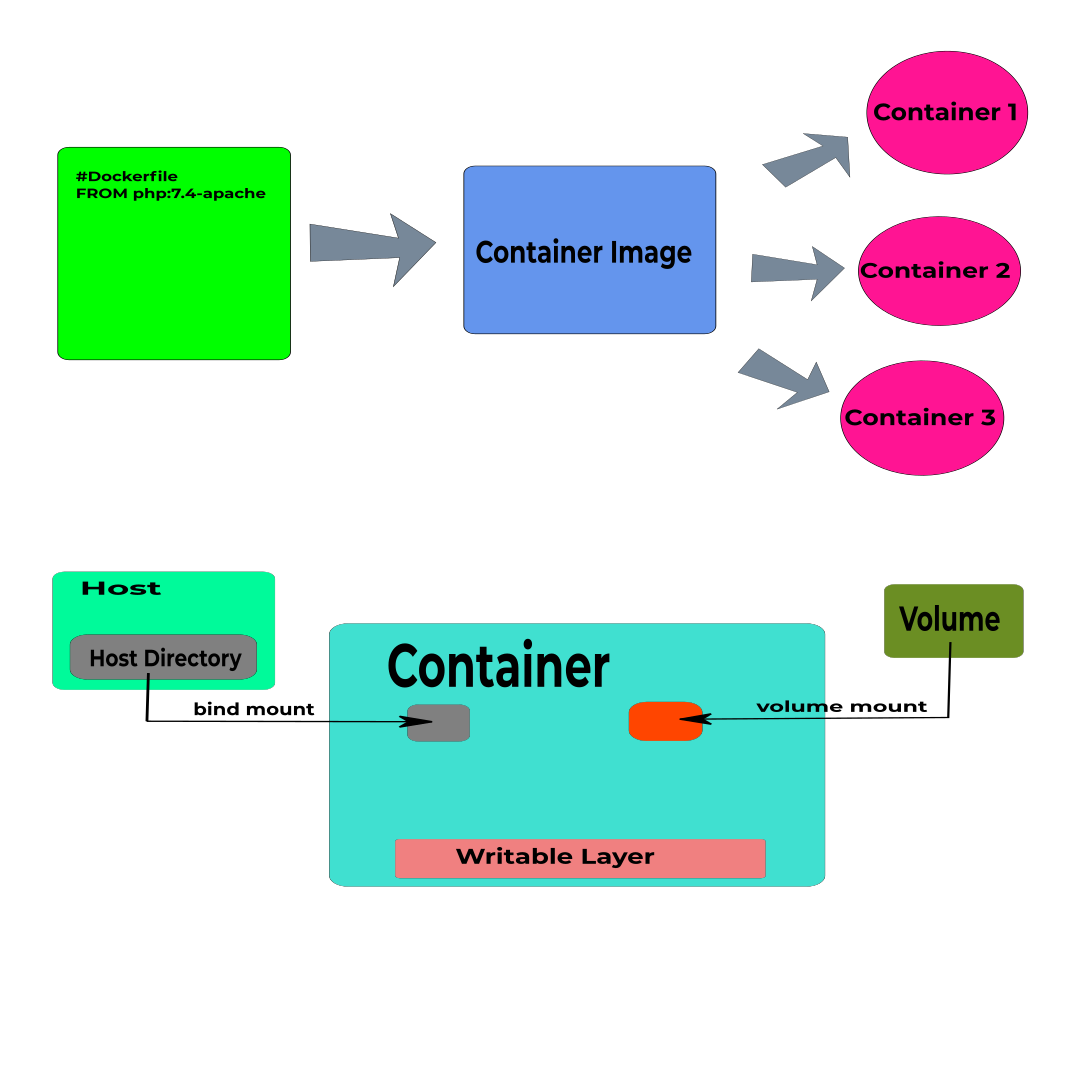 #Dockerfile
FROM php:7.4-apache
Container Image
Container 1
Container 2
Container 3
Host
Host Directory
bind mount
Container
Writable Layer
Volume
volume mount